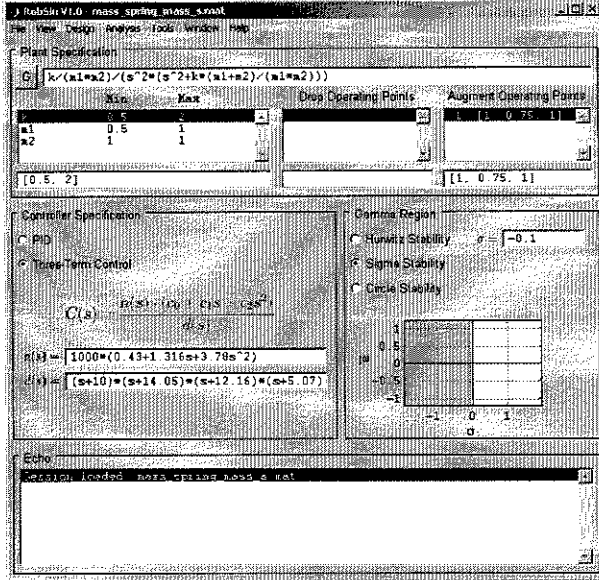 RobSin V1.0 - mass_spring_mass_s.mat
File View Design Analysis Tools Window Help
Plant Specification
G k/(m1*m2)/(s^2*(s^2+k*(m1+m2)/(m1*m2)))
Min Max Drop Operating Points Augment Operating Points
k 0.5 2 1 [1, 0.75, 1]
m1 0.5 1
m2 1 1
[0.5, 2] [1, 0.75, 1]
Controller Specification Gamma Region
PID Hurwitz Stability σ = -0.1
Three-Term Control Sigma Stability
Circle Stability
C(s) = n(s)·(c₀ + c₁s + c₂s²)
d(s)
n(s) = 1000*(0.43+1.316s+3.78s^2)
d(s) = (s+10)*(s+14.05)*(s+12.16)*(s+5.07)
jω 1
0.5
0
-0.5
-1
-1 0 1
σ
Echo
Session loaded mass_spring_mass_s.mat